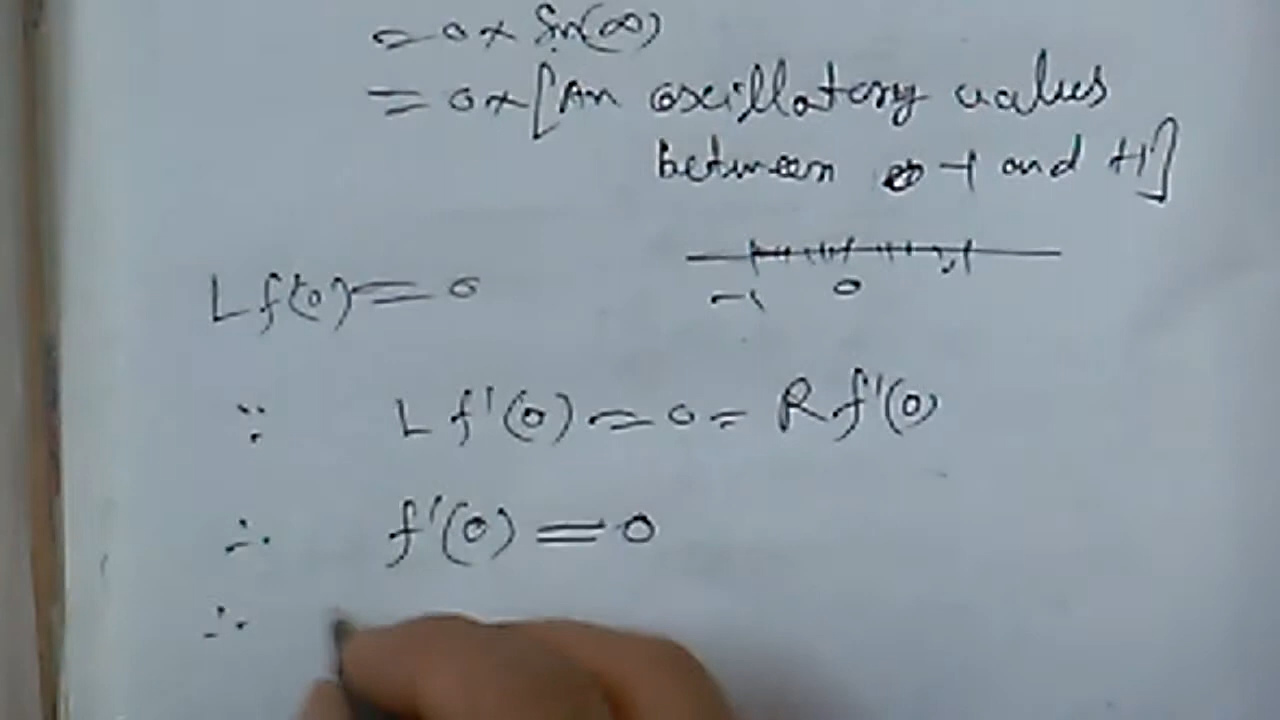 = 0 × Sin(∞)
= 0 × [An oscillatory values
between -1 and +1]
-1 0
Lf'(0) = 0
∵ Lf'(0) = 0 = Rf'(0)
∴ f'(0) = 0
∴